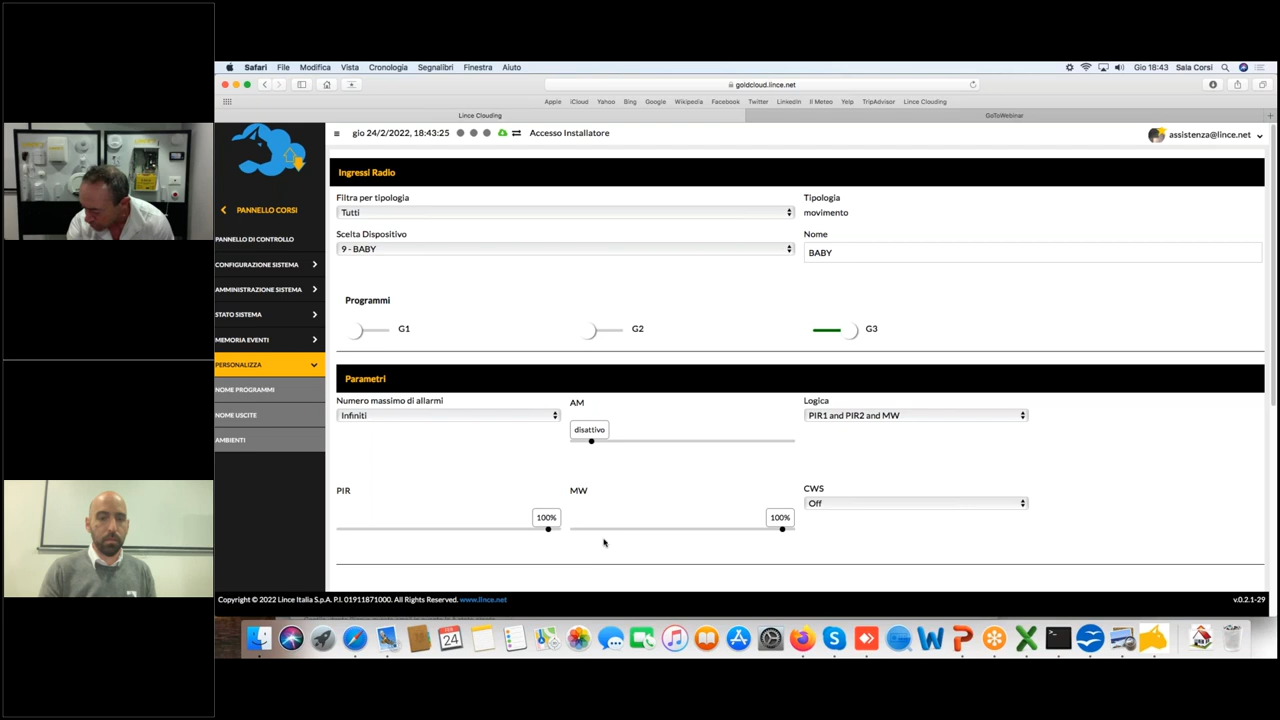 Safari File Modifica Vista Cronologia Segnalibri Finestra Aiuto Gio 18:43 Sala Corsi
goldcloud.lince.net
Apple iCloud Yahoo Bing Google Wikipedia Facebook Twitter LinkedIn Il Meteo Yelp TripAdvisor Lince Clouding
Lince Clouding GoToWebinar
gio 24/2/2022, 18:43:25 Accesso Installatore assistenza@lince.net
PANNELLO CORSI
PANNELLO DI CONTROLLO
CONFIGURAZIONE SISTEMA
AMMINISTRAZIONE SISTEMA
STATO SISTEMA
MEMORIA EVENTI
PERSONALIZZA
NOME PROGRAMMI
NOME USCITE
AMBIENTI
Ingressi Radio
Filtra per tipologia Tipologia
Tutti movimento
Scelta Dispositivo Nome
9 - BABY BABY
Programmi
G1 G2 G3
Parametri
Numero massimo di allarmi AM Logica
Infiniti disattivo PIR1 and PIR2 and MW
PIR MW CWS
100% 100% Off
Copyright © 2022 Lince Italia S.p.A. P.I. 01911871000. All Rights Reserved. www.lince.net v.0.2.1-29
FEB
24